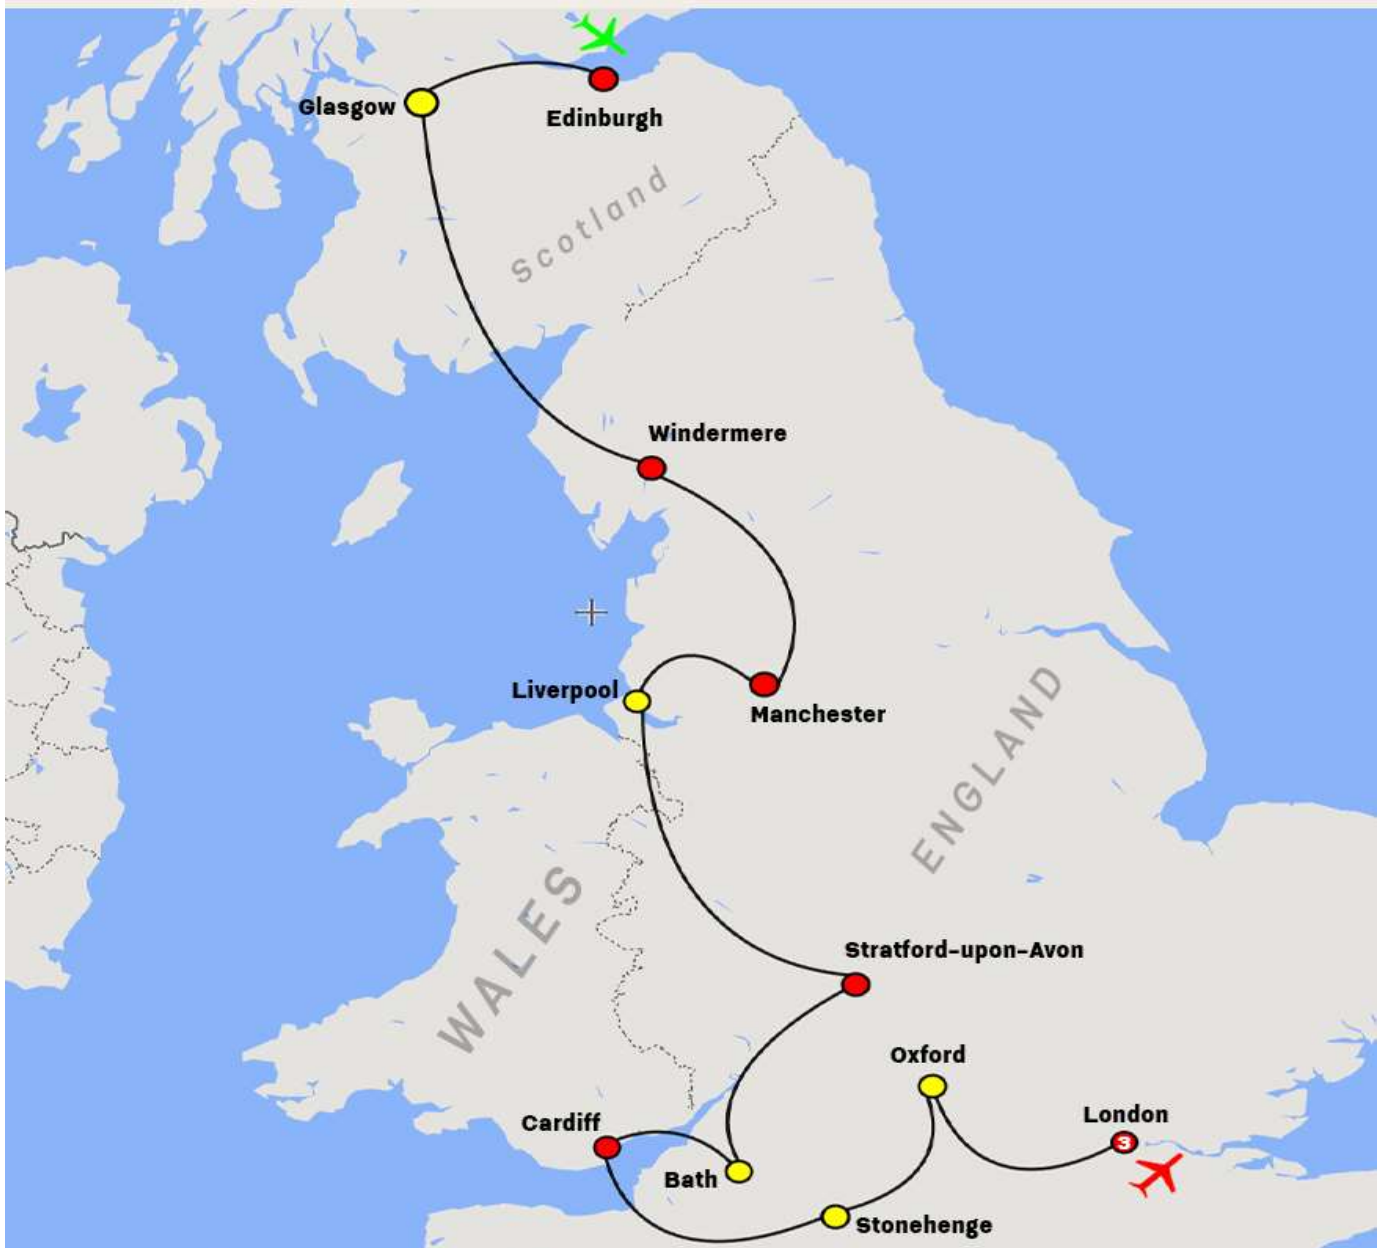 Glasgow
Edinburgh
Scotland
Windermere
Liverpool
Manchester
ENGLAND
WALES
Stratford-upon-Avon
Oxford
London
3
Cardiff
Bath
Stonehenge